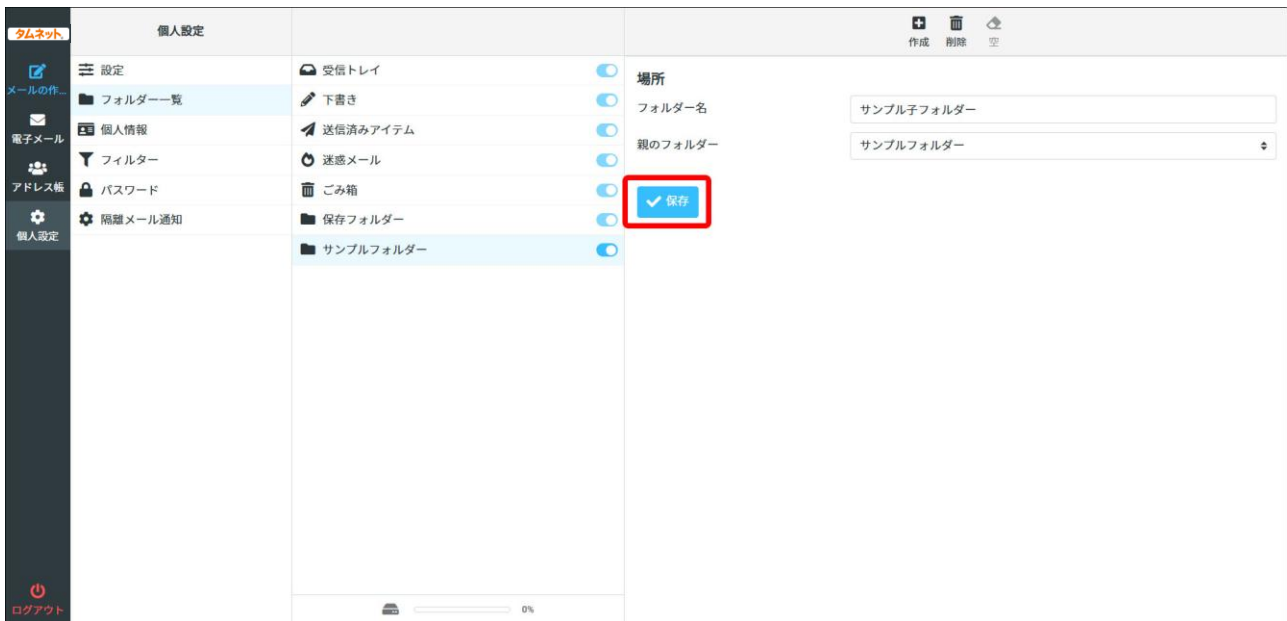 タムネット.
メールの作…
電子メール
アドレス帳
個人設定
ログアウト
個人設定
設定
フォルダー一覧
個人情報
フィルター
パスワード
隔離メール通知
受信トレイ
下書き
送信済みアイテム
迷惑メール
ごみ箱
保存フォルダー
サンプルフォルダー
0%
作成 削除 空
場所
フォルダー名 サンプル子フォルダー
親のフォルダー サンプルフォルダー
保存